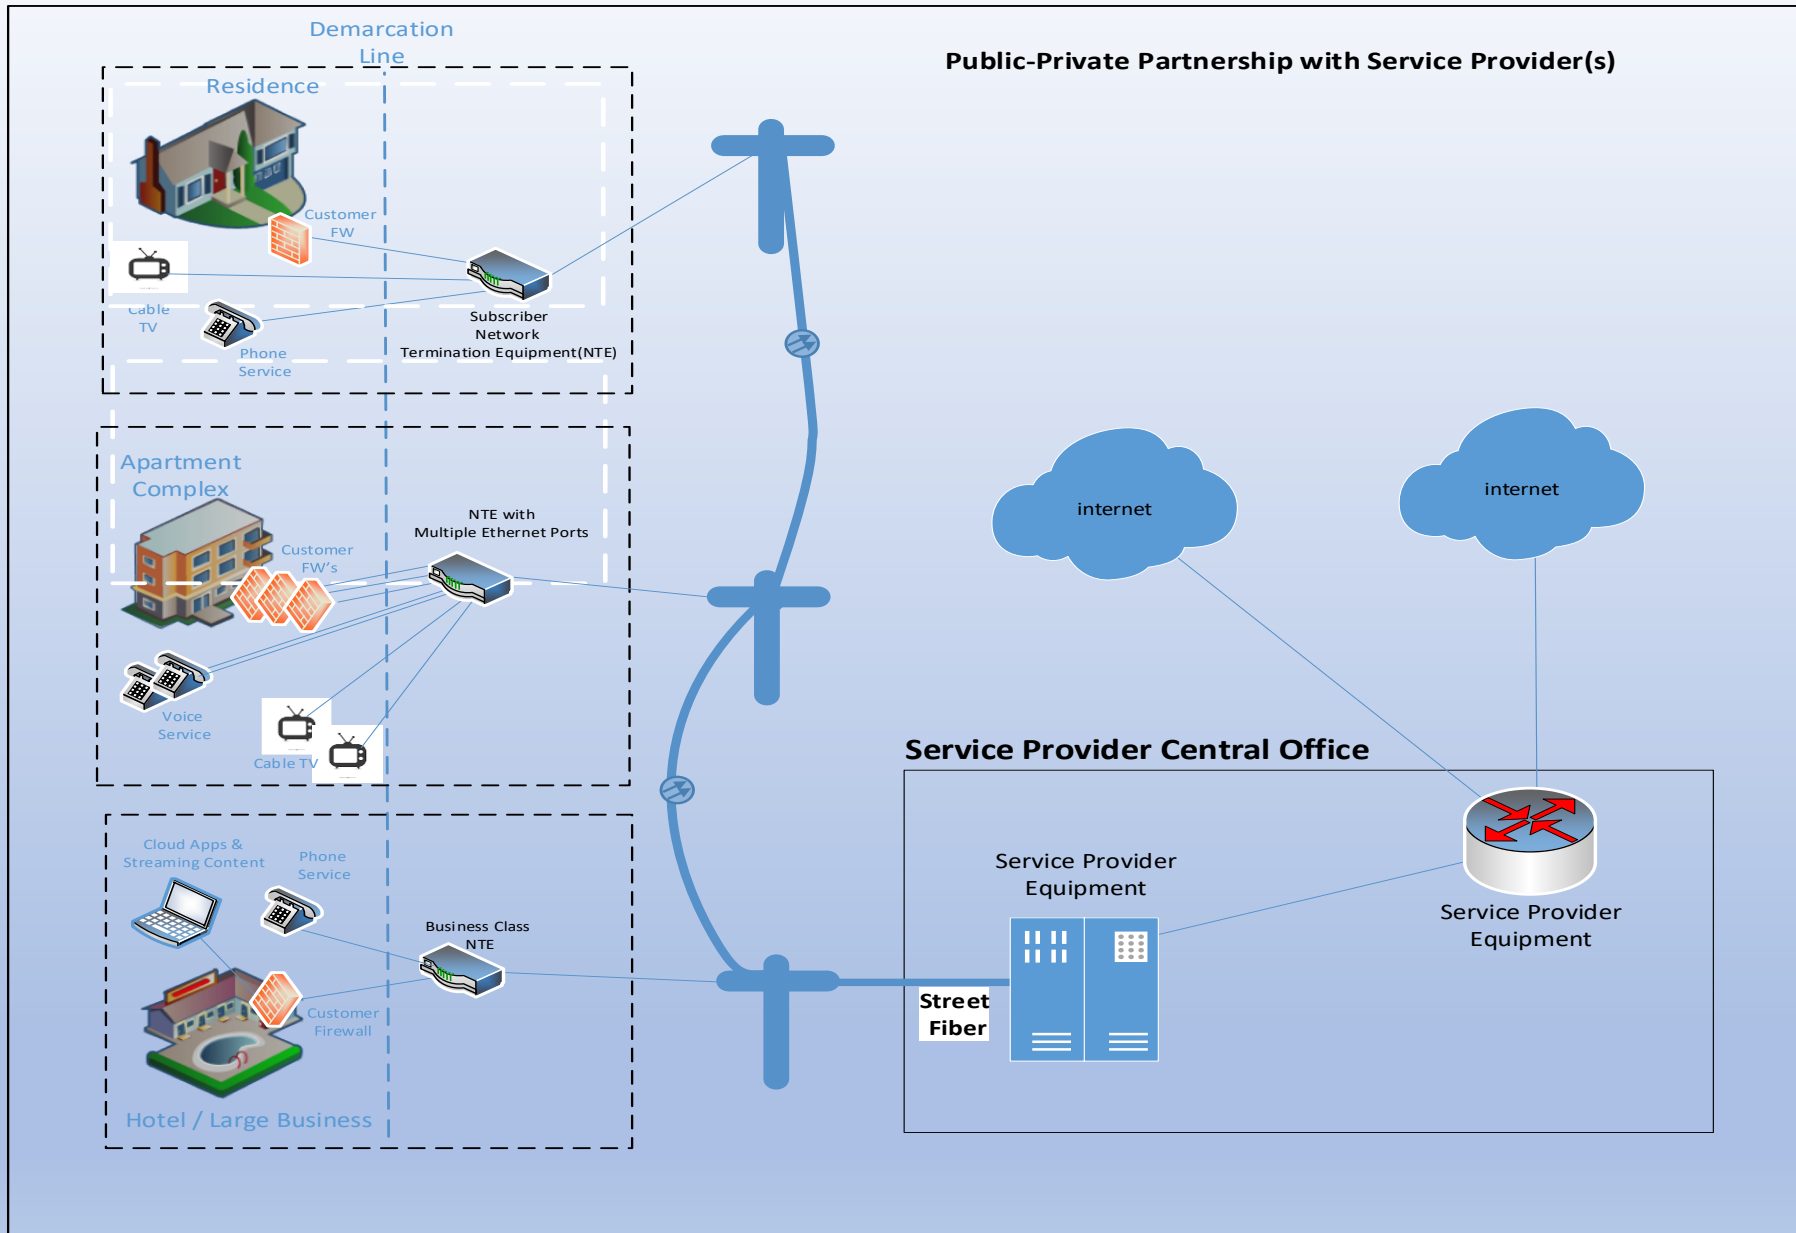 Demarcation
Line
Public-Private Partnership with Service Provider(s)
Residence
Customer
FW
Cable
TV
Phone
Service
Subscriber
Network
Termination Equipment(NTE)
Apartment
Complex
NTE with
Multiple Ethernet Ports
Customer
FW's
Voice
Service
Cable TV
internet
internet
Service Provider Central Office
Cloud Apps &
Streaming Content
Phone
Service
Business Class
NTE
Customer
Firewall
Hotel / Large Business
Street
Fiber
Service Provider
Equipment
Service Provider
Equipment